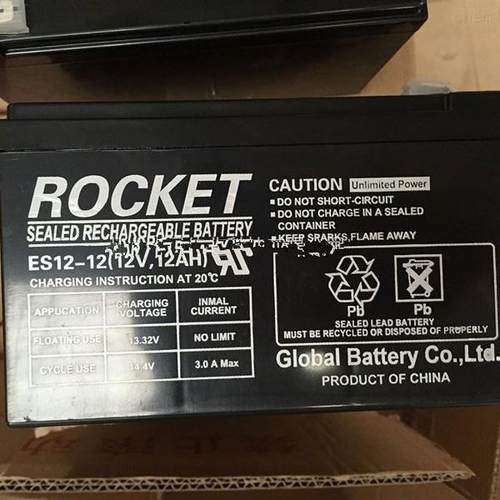 ROCKET
SEALED RECHARGEABLE BATTERY
ES12-12(12V,12AH)
CHARGING INSTRUCTION AT 20℃
APPLICATION CHARGING VOLTAGE INMAL CURRENT
FLOATING USE 13.32V NO LIMIT
CYCLE USE 14.4V 3.0 A Max
CAUTION Unlimited Power
DO NOT SHORT-CIRCUIT
DO NOT CHARGE IN A SEALED
CONTAINER
KEEP SPARKS,FLAME AWAY
Pb Pb
SEALED LEAD BATTERY
MUST BE RECYCLED OR DISPOSED OF PROPERLY
Global Battery Co.,Ltd.
PRODUCT OF CHINA